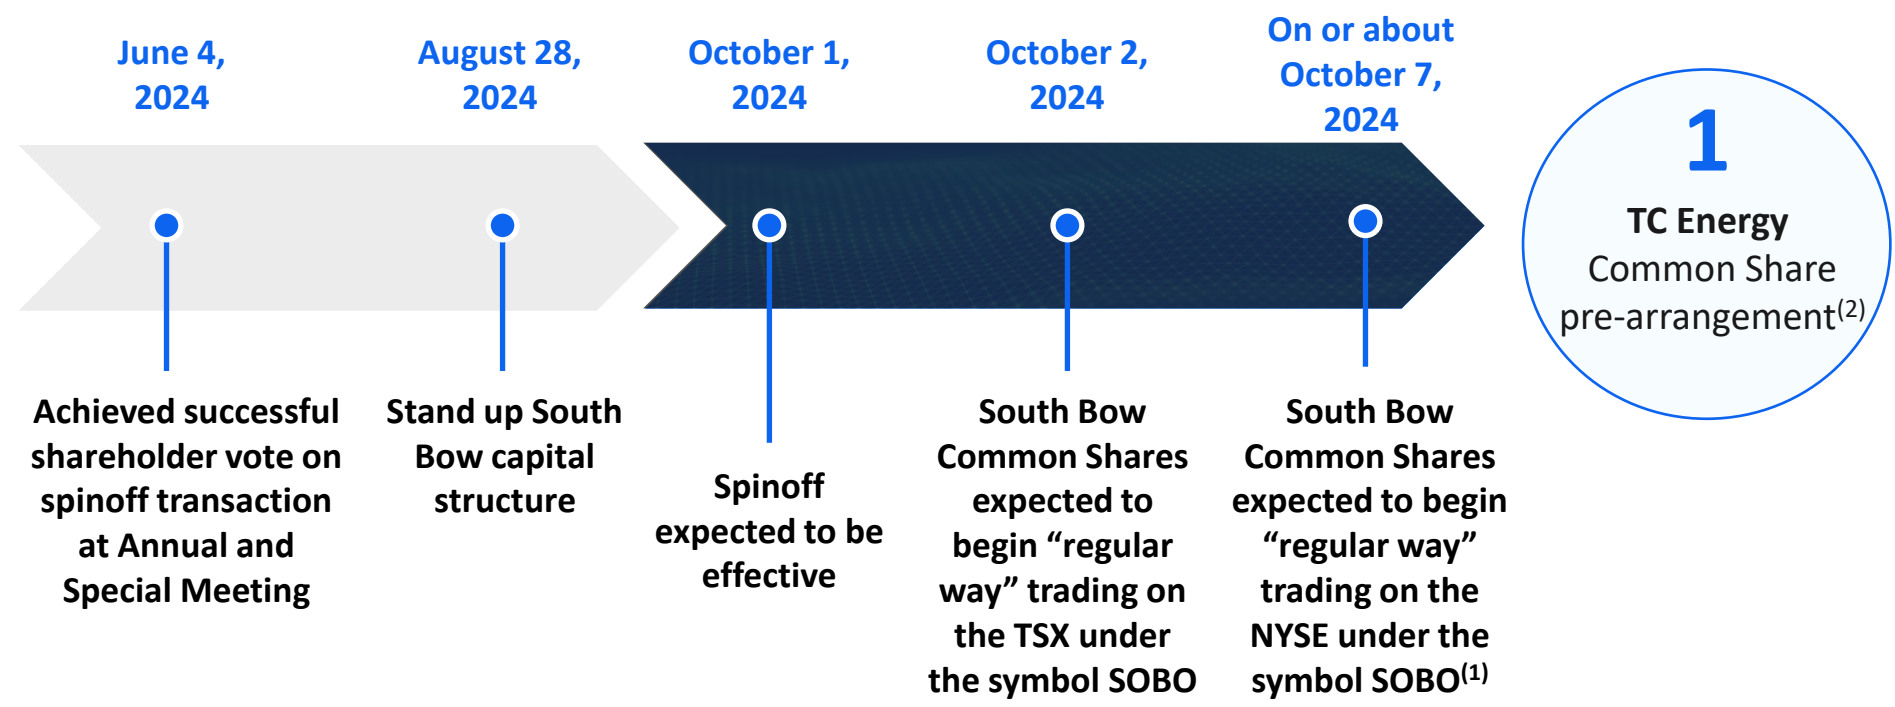 June 4,
2024
August 28,
2024
October 1,
2024
October 2,
2024
On or about
October 7,
2024
Achieved successful
shareholder vote on
spinoff transaction
at Annual and
Special Meeting
Stand up South
Bow capital
structure
Spinoff
expected to be
effective
South Bow
Common Shares
expected to
begin “regular
way” trading on
the TSX under
the symbol SOBO
South Bow
Common Shares
expected to begin
“regular way”
trading on the
NYSE under the
symbol SOBO(1)
1
TC Energy
Common Share
pre-arrangement(2)